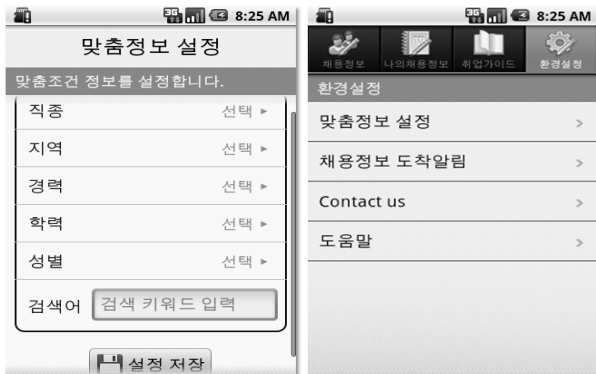 3G 8:25 AM
맞춤정보 설정
맞춤조건 정보를 설정합니다.
직종 선택 ▸
지역 선택 ▸
경력 선택 ▸
학력 선택 ▸
성별 선택 ▸
검색어 검색 키워드 입력
설정 저장
3G 8:25 AM
채용정보 나의채용정보 취업가이드 환경설정
환경설정
맞춤정보 설정
채용정보 도착알림
Contact us
도움말